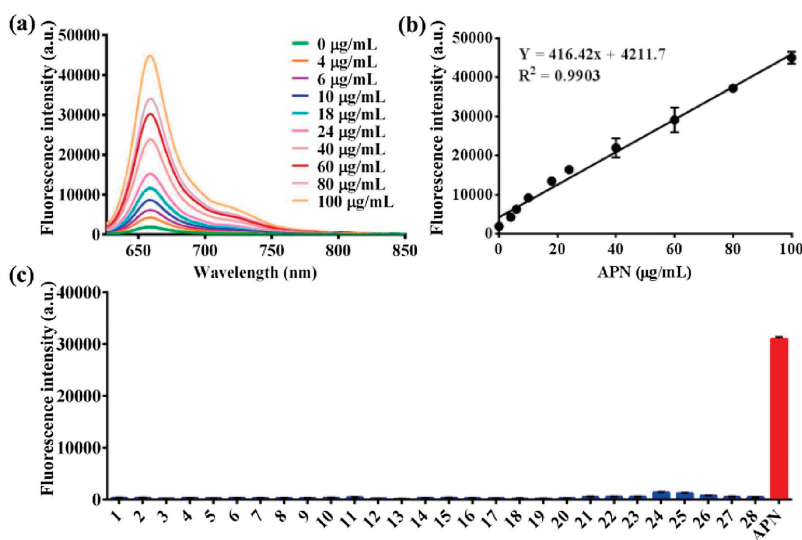 (a)
Fluorescence intensity (a.u.)
50000
40000
30000
20000
10000
0
650
700
750
800
850
Wavelength (nm)
0 μg/mL
4 μg/mL
6 μg/mL
10 μg/mL
18 μg/mL
24 μg/mL
40 μg/mL
60 μg/mL
80 μg/mL
100 μg/mL
(b)
Fluorescence intensity (a.u.)
50000
40000
30000
20000
10000
0
Y = 416.42x + 4211.7
R² = 0.9903
0
20
40
60
80
100
APN (μg/mL)
(c)
Fluorescence intensity (a.u.)
40000
30000
20000
10000
0
1
2
3
4
5
6
7
8
9
10
11
12
13
14
15
16
17
18
19
20
21
22
23
24
25
26
27
28
APN